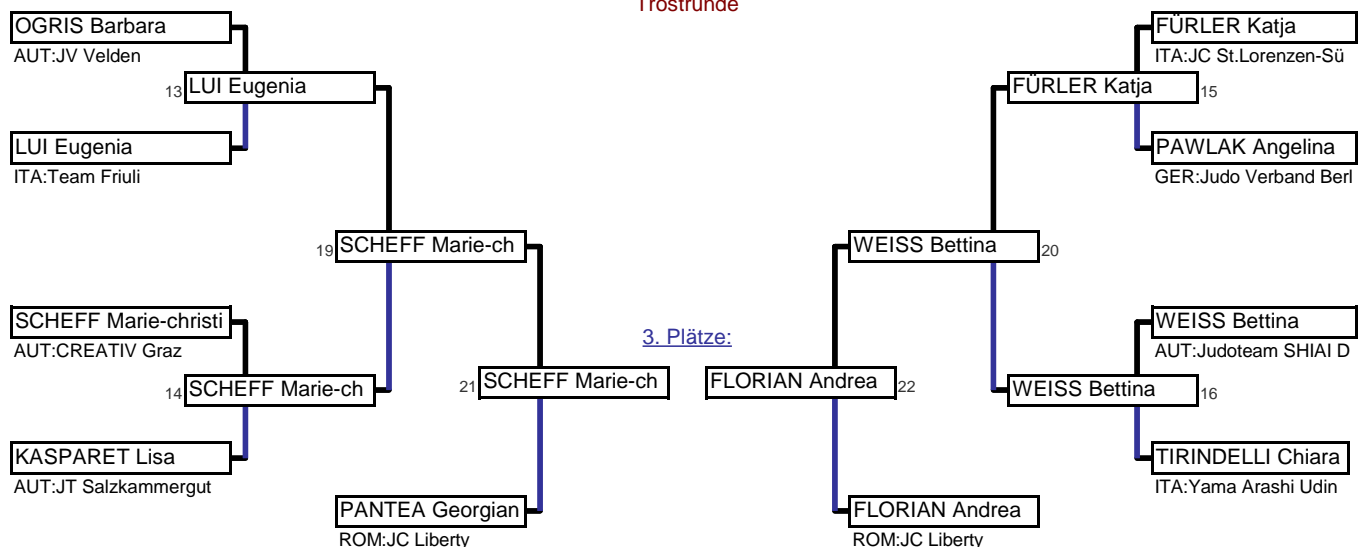 Trostrunde
OGRIS Barbara
AUT:JV Velden
13 LUI Eugenia
LUI Eugenia
ITA:Team Friuli
19 SCHEFF Marie-ch
SCHEFF Marie-christi
AUT:CREATIV Graz
14 SCHEFF Marie-ch
KASPARET Lisa
AUT:JT Salzkammergut
21 SCHEFF Marie-ch
PANTEA Georgian
ROM:JC Liberty
3. Plätze:
FÜRLER Katja
ITA:JC St.Lorenzen-Sü
FÜRLER Katja 15
PAWLAK Angelina
GER:Judo Verband Berl
WEISS Bettina 20
WEISS Bettina
AUT:Judoteam SHIAI D
WEISS Bettina 16
TIRINDELLI Chiara
ITA:Yama Arashi Udin
FLORIAN Andrea 22
FLORIAN Andrea
ROM:JC Liberty